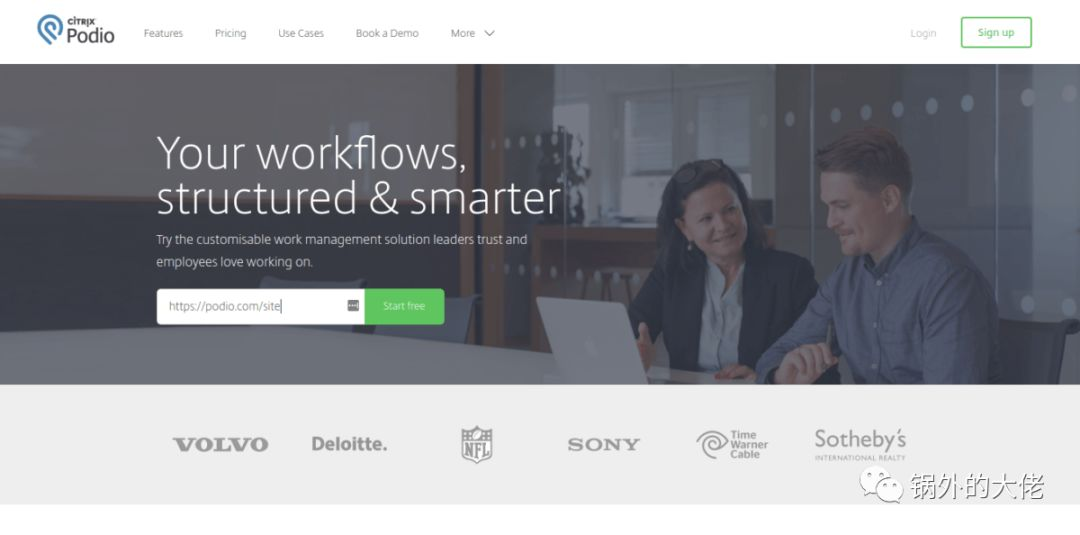 CİTRIX
Podio
Features
Pricing
Use Cases
Book a Demo
More
Login
Sign up
Your workflows,
structured & smarter
Try the customisable work management solution leaders trust and
employees love working on.
https://podio.com/site
Start free
VOLVO
Deloitte.
NFL
SONY
Time
Warner
Cable
Sotheby's
INTERNATIONAL REALTY
锅外的大佬